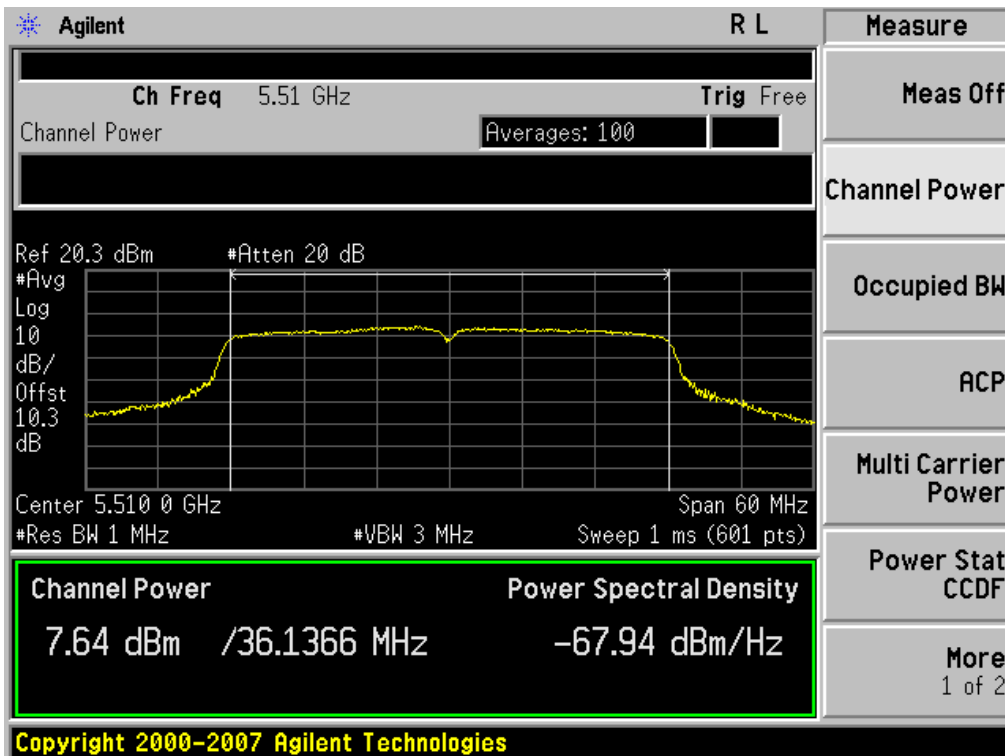 Agilent R L Measure
Ch Freq 5.51 GHz Trig Free
Meas Off
Channel Power Averages: 100
Channel Power
Ref 20.3 dBm #Atten 20 dB
#Avg
Log
10
dB/
Offst
10.3
dB
Occupied BW
ACP
Multi Carrier
Power
Center 5.510 0 GHz Span 60 MHz
#Res BW 1 MHz #VBW 3 MHz Sweep 1 ms (601 pts)
Power Stat
CCDF
Channel Power Power Spectral Density
7.64 dBm /36.1366 MHz -67.94 dBm/Hz
More
1 of 2
Copyright 2000-2007 Agilent Technologies